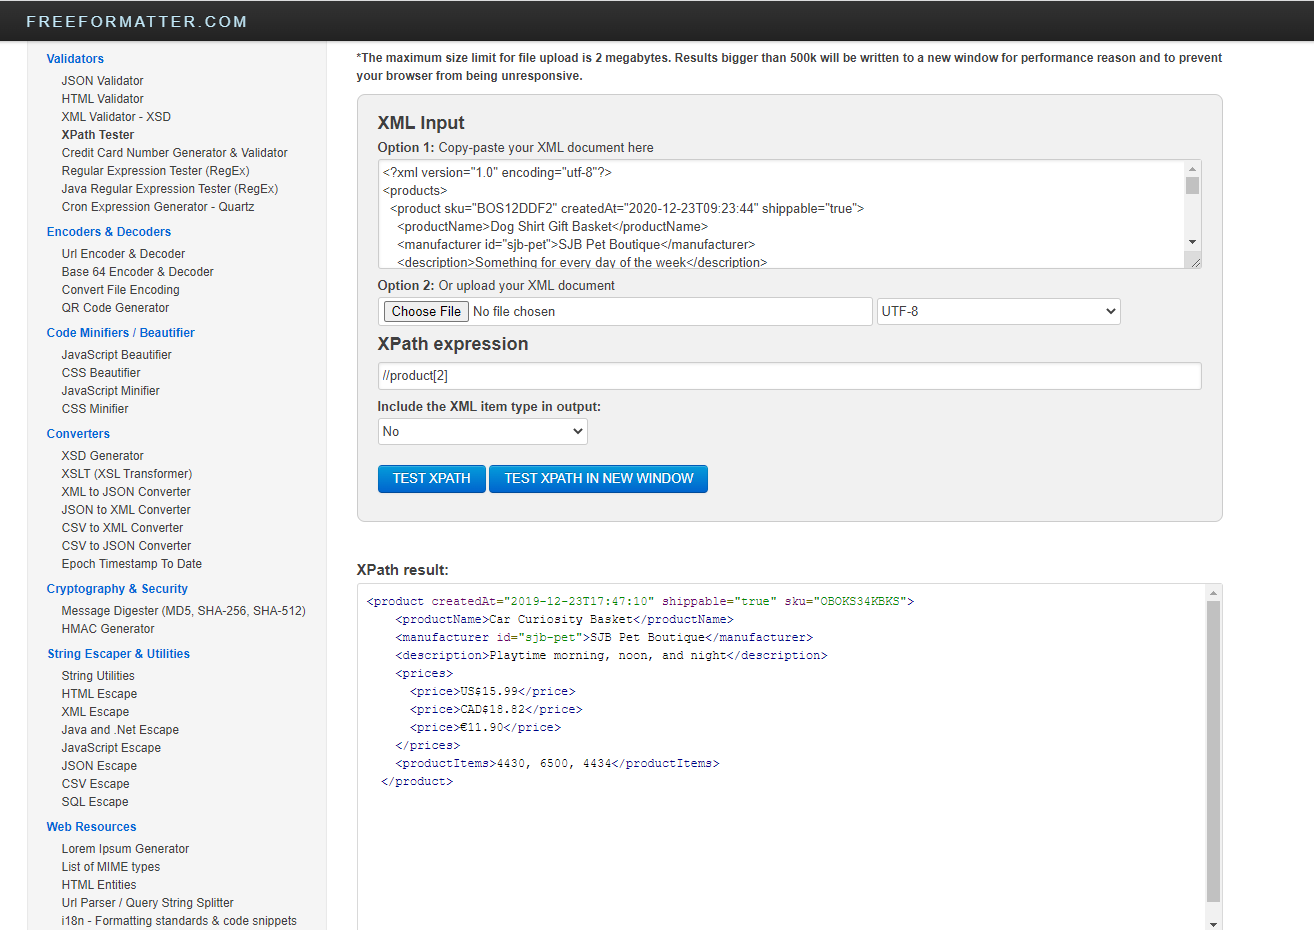 FREEFORMATTER.COM
Validators
JSON Validator
HTML Validator
XML Validator - XSD
XPath Tester
Credit Card Number Generator & Validator
Regular Expression Tester (RegEx)
Java Regular Expression Tester (RegEx)
Cron Expression Generator - Quartz
Encoders & Decoders
Url Encoder & Decoder
Base 64 Encoder & Decoder
Convert File Encoding
QR Code Generator
Code Minifiers / Beautifier
JavaScript Beautifier
CSS Beautifier
JavaScript Minifier
CSS Minifier
Converters
XSD Generator
XSLT (XSL Transformer)
XML to JSON Converter
JSON to XML Converter
CSV to XML Converter
CSV to JSON Converter
Epoch Timestamp To Date
Cryptography & Security
Message Digester (MD5, SHA-256, SHA-512)
HMAC Generator
String Escaper & Utilities
String Utilities
HTML Escape
XML Escape
Java and .Net Escape
JavaScript Escape
JSON Escape
CSV Escape
SQL Escape
Web Resources
Lorem Ipsum Generator
List of MIME types
HTML Entities
Url Parser / Query String Splitter
i18n - Formatting standards & code snippets
*The maximum size limit for file upload is 2 megabytes. Results bigger than 500k will be written to a new window for performance reason and to prevent
your browser from being unresponsive.
XML Input
Option 1: Copy-paste your XML document here
<?xml version="1.0" encoding="utf-8"?>
<products>
<product sku="BOS12DDF2" createdAt="2020-12-23T09:23:44" shippable="true">
<productName>Dog Shirt Gift Basket</productName>
<manufacturer id="sjb-pet">SJB Pet Boutique</manufacturer>
<description>Something for every day of the week</description>
Option 2: Or upload your XML document
Choose File No file chosen
UTF-8
XPath expression
//product[2]
Include the XML item type in output:
No
TEST XPATH
TEST XPATH IN NEW WINDOW
XPath result:
<product createdAt="2019-12-23T17:47:10" shippable="true" sku="OBOKS34KBKS">
<productName>Car Curiosity Basket</productName>
<manufacturer id="sjb-pet">SJB Pet Boutique</manufacturer>
<description>Playtime morning, noon, and night</description>
<prices>
<price>US$15.99</price>
<price>CAD$18.82</price>
<price>€11.90</price>
</prices>
<productItems>4430, 6500, 4434</productItems>
</product>